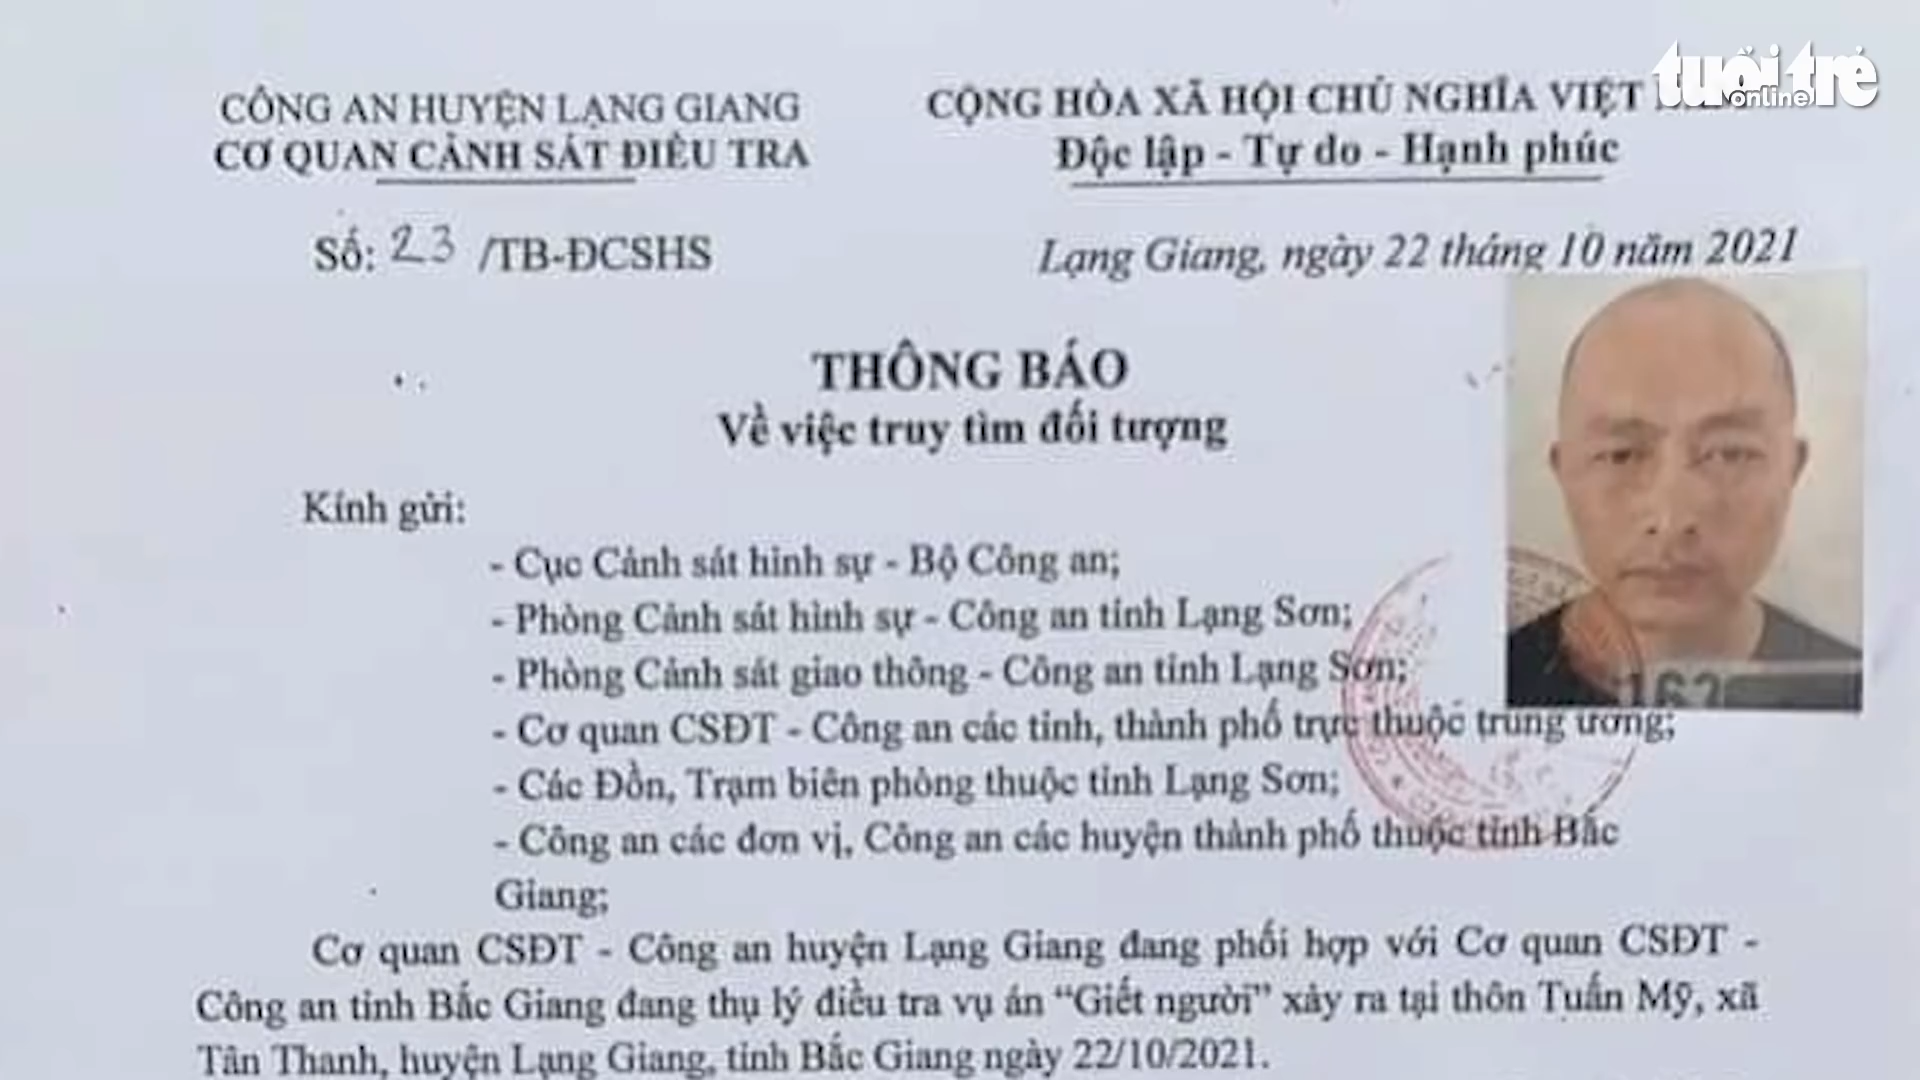 tuổi trẻ
online
CÔNG AN HUYỆN LẠNG GIANG
CƠ QUAN CẢNH SÁT ĐIỀU TRA
CỘNG HÒA XÃ HỘI CHỦ NGHĨA VIỆT
Độc lập - Tự do - Hạnh phúc
Số: 23 /TB-ĐCSHS
Lạng Giang, ngày 22 tháng 10 năm 2021
THÔNG BÁO
Về việc truy tìm đối tượng
Kính gửi:
- Cục Cảnh sát hình sự - Bộ Công an;
- Phòng Cảnh sát hình sự - Công an tỉnh Lạng Sơn;
- Phòng Cảnh sát giao thông - Công an tỉnh Lạng Sơn;
- Cơ quan CSĐT - Công an các tỉnh, thành phố trực thuộc trung ương;
- Các Đồn, Trạm biên phòng thuộc tỉnh Lạng Sơn;
- Công an các đơn vị, Công an các huyện thành phố thuộc tỉnh Bắc
Giang;
Cơ quan CSĐT - Công an huyện Lạng Giang đang phối hợp với Cơ quan CSĐT -
Công an tỉnh Bắc Giang đang thụ lý điều tra vụ án “Giết người” xảy ra tại thôn Tuấn Mỹ, xã
Tân Thanh, huyện Lạng Giang, tỉnh Bắc Giang ngày 22/10/2021.